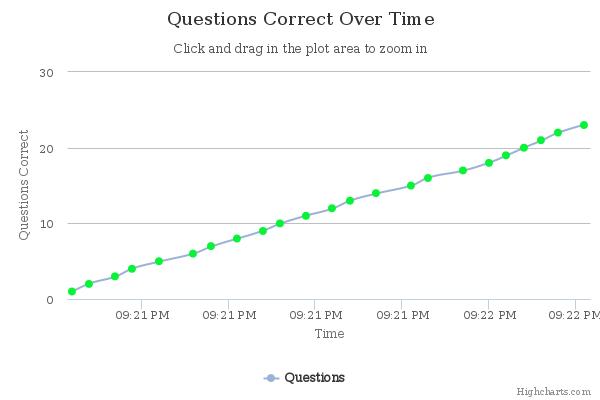 Questions Correct Over Time
Click and drag in the plot area to zoom in
Questions Correct
30
20
10
0
09:21 PM 09:21 PM 09:21 PM 09:21 PM 09:22 PM 09:22 PM
Time
Questions
Highcharts.com